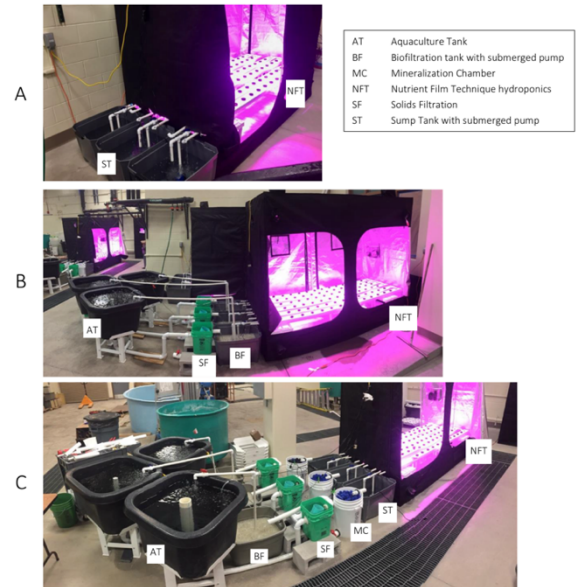 A
NFT
ST
AT Aquaculture Tank
BF Biofiltration tank with submerged pump
MC Mineralization Chamber
NFT Nutrient Film Technique hydroponics
SF Solids Filtration
ST Sump Tank with submerged pump
B
AT
SF
BF
NFT
C
NFT
ST
MC
SF
BF
AT